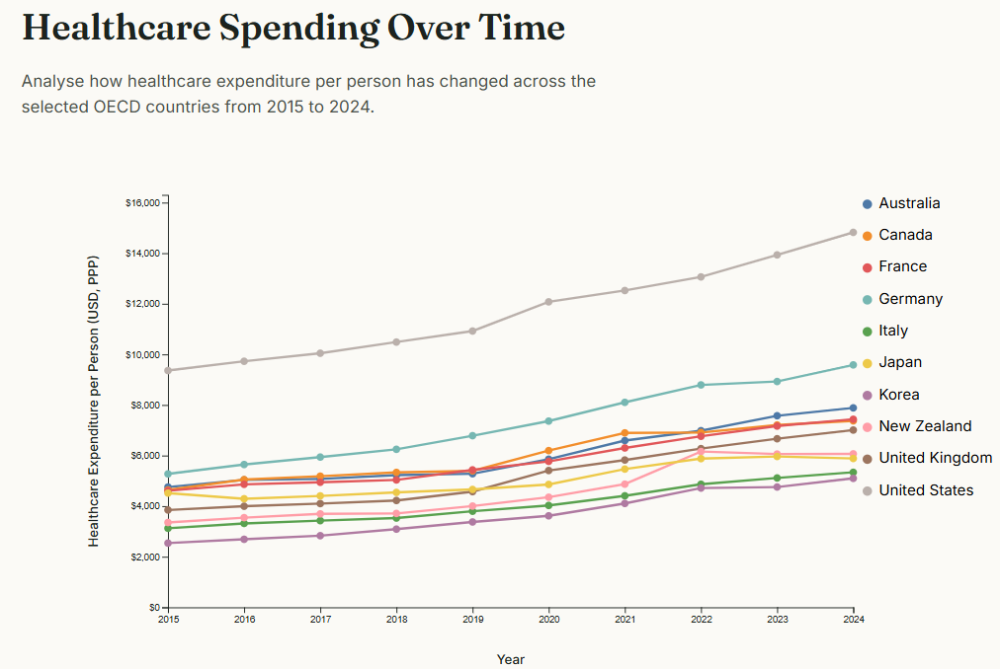 Healthcare Spending Over Time
Analyse how healthcare expenditure per person has changed across the
selected OECD countries from 2015 to 2024.
Healthcare Expenditure per Person (USD, PPP)
$16,000
$14,000
$12,000
$10,000
$8,000
$6,000
$4,000
$2,000
$0
2015 2016 2017 2018 2019 2020 2021 2022 2023 2024
Year
Australia
Canada
France
Germany
Italy
Japan
Korea
New Zealand
United Kingdom
United States